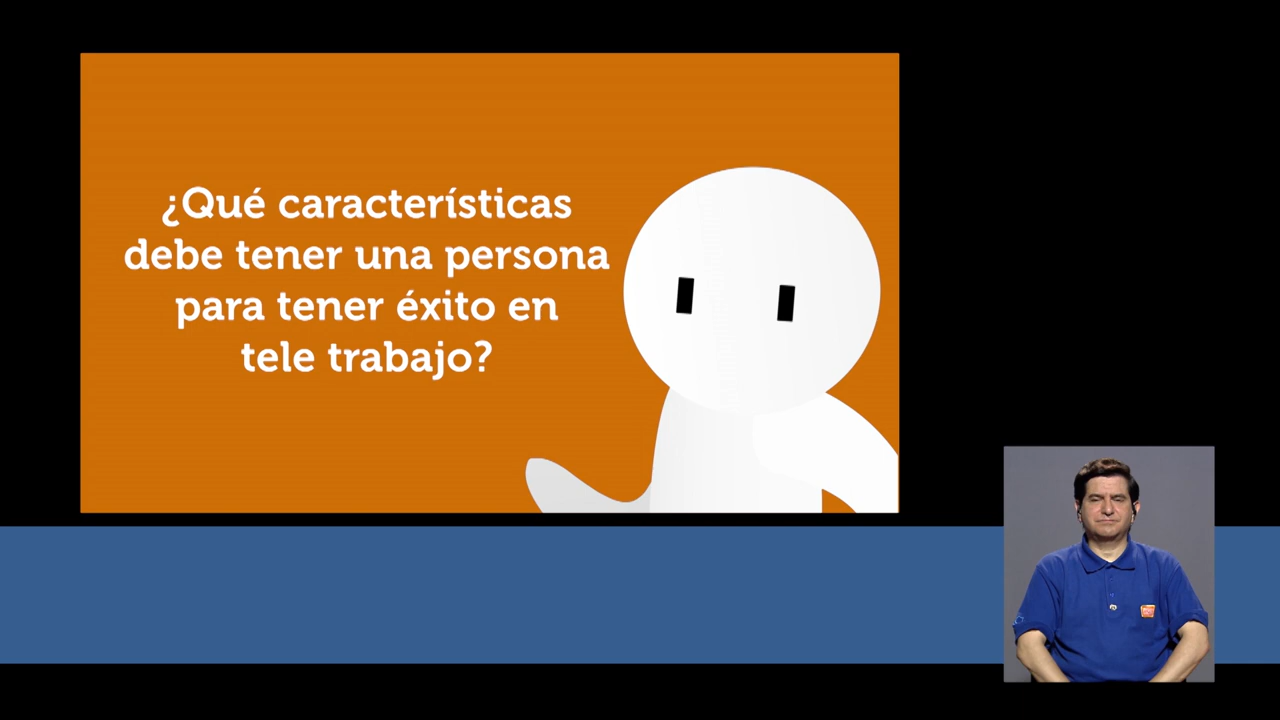 ¿Qué características
debe tener una persona
para tener éxito en
tele trabajo?